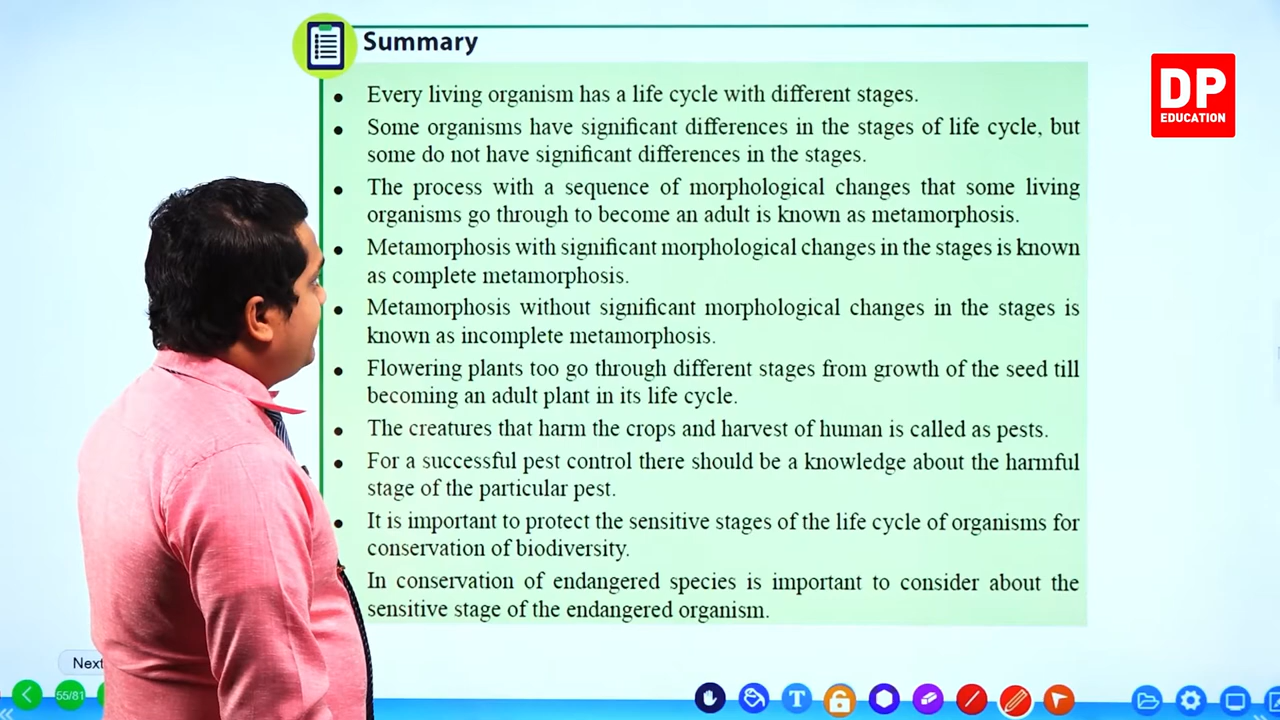 Summary
DP
EDUCATION
Every living organism has a life cycle with different stages.
Some organisms have significant differences in the stages of life cycle, but
some do not have significant differences in the stages.
The process with a sequence of morphological changes that some living
organisms go through to become an adult is known as metamorphosis.
Metamorphosis with significant morphological changes in the stages is known
as complete metamorphosis.
Metamorphosis without significant morphological changes in the stages is
known as incomplete metamorphosis.
Flowering plants too go through different stages from growth of the seed till
becoming an adult plant in its life cycle.
The creatures that harm the crops and harvest of human is called as pests.
For a successful pest control there should be a knowledge about the harmful
stage of the particular pest.
It is important to protect the sensitive stages of the life cycle of organisms for
conservation of biodiversity.
In conservation of endangered species is important to consider about the
sensitive stage of the endangered organism.
Next
55/81
T